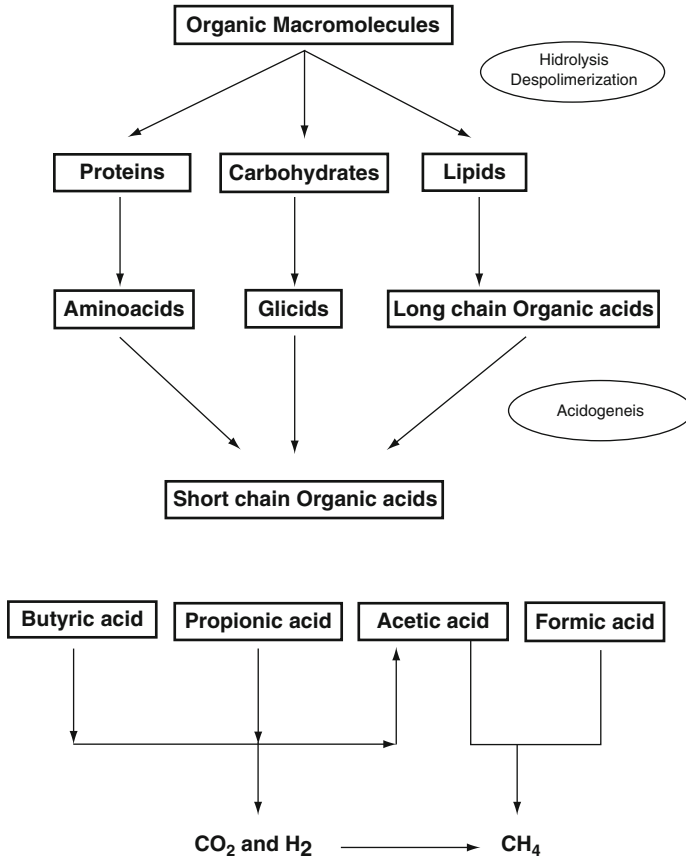 Organic Macromolecules
Hidrolysis
Despolimerization
Proteins
Carbohydrates
Lipids
Aminoacids
Glicids
Long chain Organic acids
Acidogeneis
Short chain Organic acids
Butyric acid
Propionic acid
Acetic acid
Formic acid
CO2 and H2
CH4